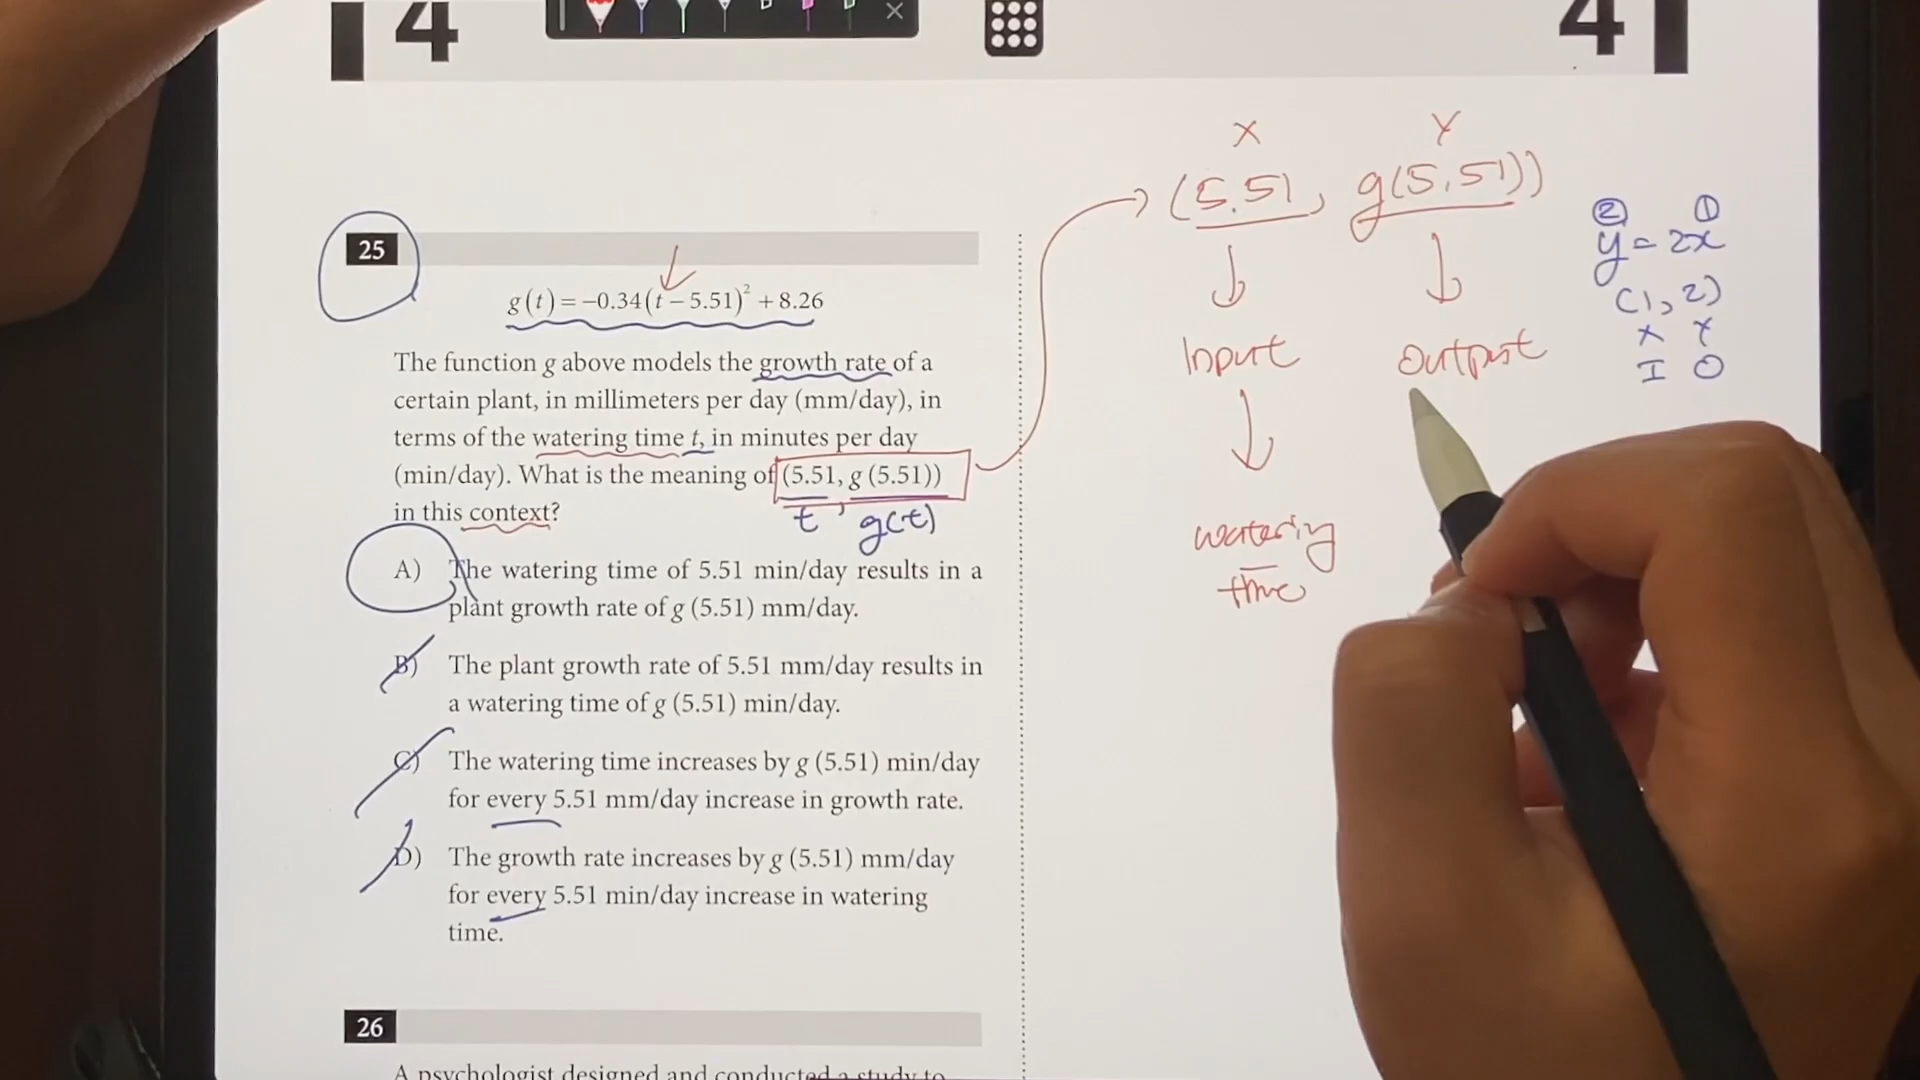 4
4
25
g(t) = −0.34(t − 5.51)² + 8.26
The function g above models the growth rate of a
certain plant, in millimeters per day (mm/day), in
terms of the watering time t, in minutes per day
(min/day). What is the meaning of (5.51, g (5.51))
in this context?
t , g(t)
A) The watering time of 5.51 min/day results in a
plant growth rate of g (5.51) mm/day.
B) The plant growth rate of 5.51 mm/day results in
a watering time of g (5.51) min/day.
C) The watering time increases by g (5.51) min/day
for every 5.51 mm/day increase in growth rate.
D) The growth rate increases by g (5.51) mm/day
for every 5.51 min/day increase in watering
time.
26
A psychologist designed and conducted a study to
X Y
(5.51, g(5.51))
Input Output
watering
time
② ①
y = 2x
(1, 2)
X Y
I O